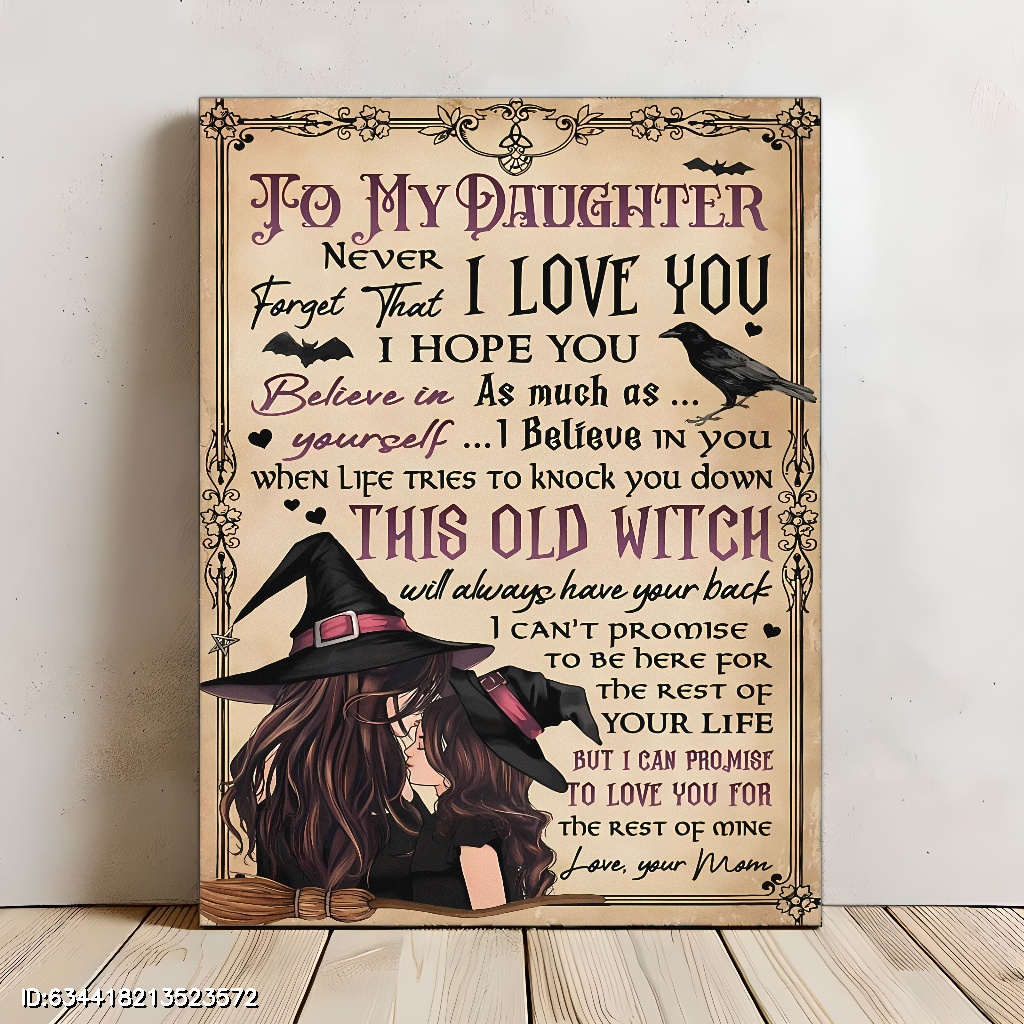 To My Daughter
Never
Forget That I LOVE YOU
I HOPE YOU
Believe in As much as ...
yourself ...I Believe in you
when life tries to knock you down
THIS OLD WITCH
will always have your back
I can't promise
to be here for
the rest of
your life
BUT I CAN PROMISE
TO LOVE YOU FOR
the rest of mine
Love, your Mom
ID:634418213523572